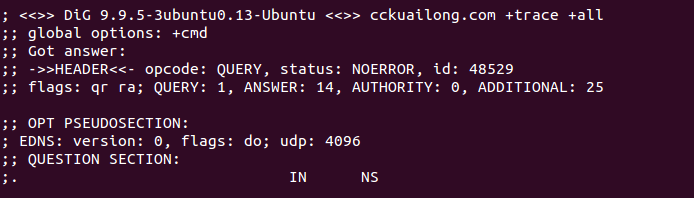 ; <<>> DiG 9.9.5-3ubuntu0.13-Ubuntu <<>> cckuailong.com +trace +all
;; global options: +cmd
;; Got answer:
;; ->>HEADER<<- opcode: QUERY, status: NOERROR, id: 48529
;; flags: qr ra; QUERY: 1, ANSWER: 14, AUTHORITY: 0, ADDITIONAL: 25

;; OPT PSEUDOSECTION:
; EDNS: version: 0, flags: do; udp: 4096
;; QUESTION SECTION:
;.                              IN      NS